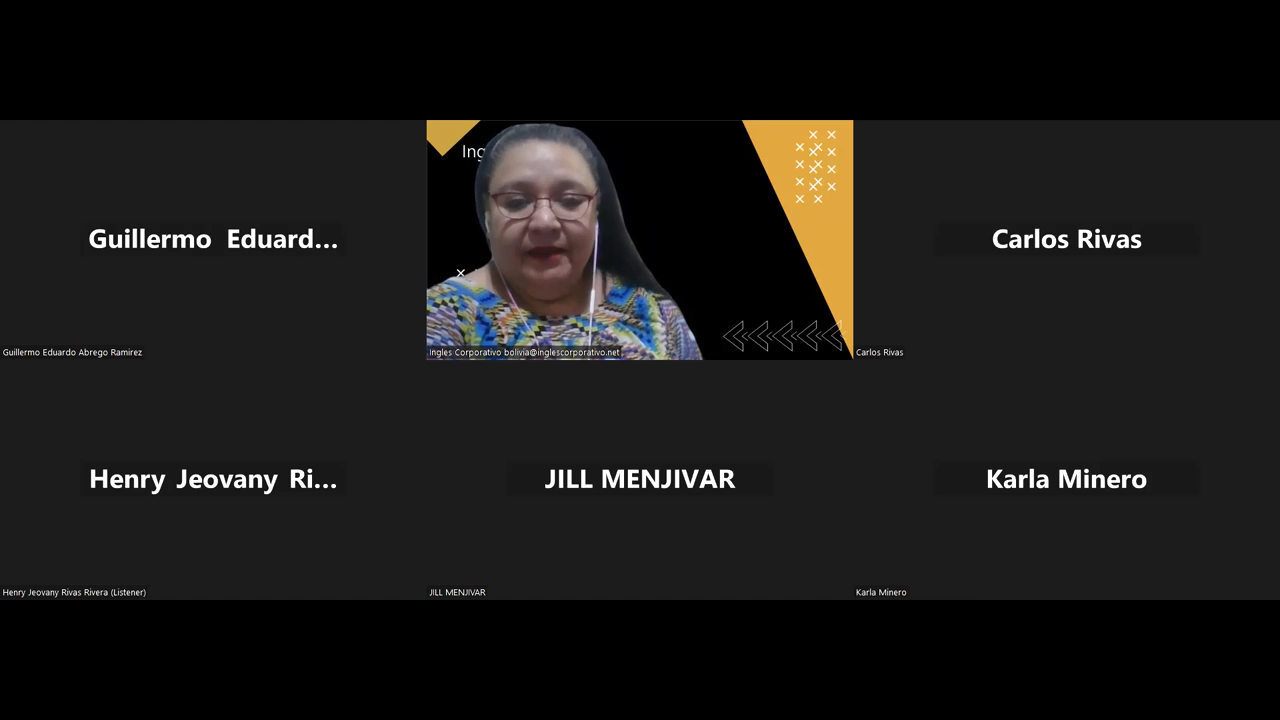 Guillermo Eduard...
Guillermo Eduardo Abrego Ramirez
Ing
Ingles Corporativo bolivia@inglescorporativo.net
Carlos Rivas
Carlos Rivas
Henry Jeovany Ri...
Henry Jeovany Rivas Rivera (Listener)
JILL MENJIVAR
JILL MENJIVAR
Karla Minero
Karla Minero